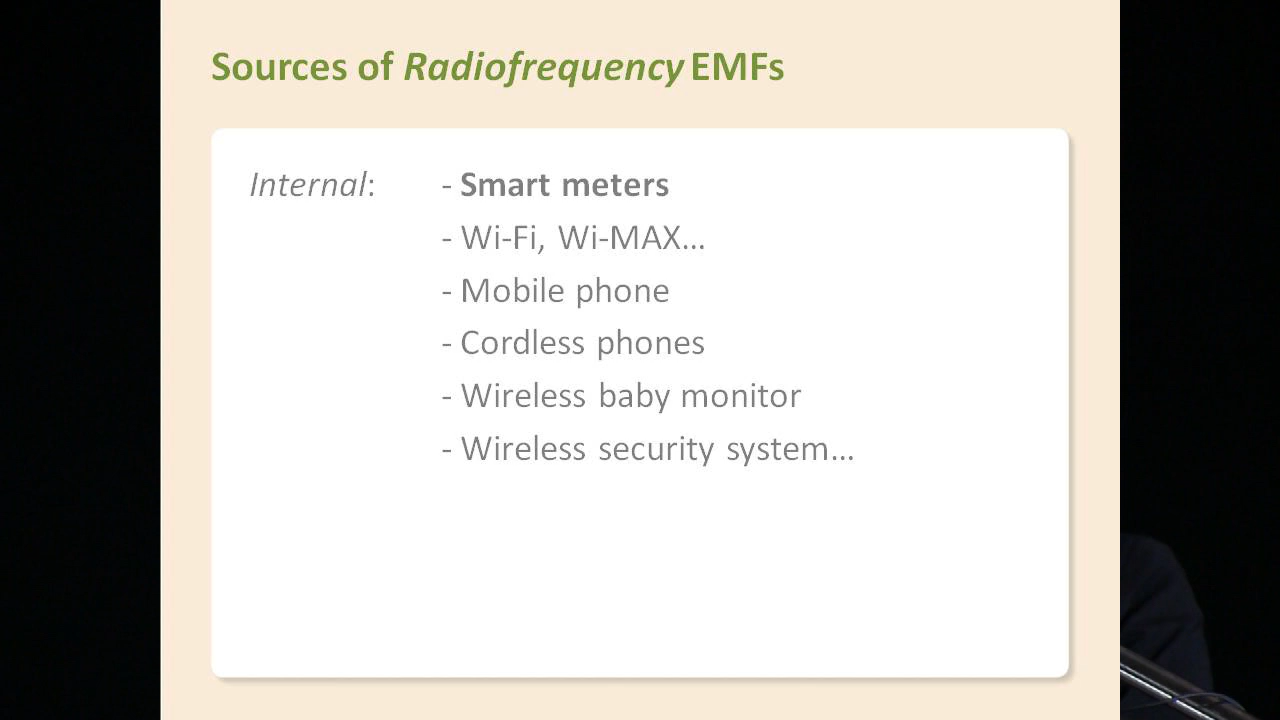 Sources of Radiofrequency EMFs
Internal: - Smart meters
- Wi-Fi, Wi-MAX...
- Mobile phone
- Cordless phones
- Wireless baby monitor
- Wireless security system...